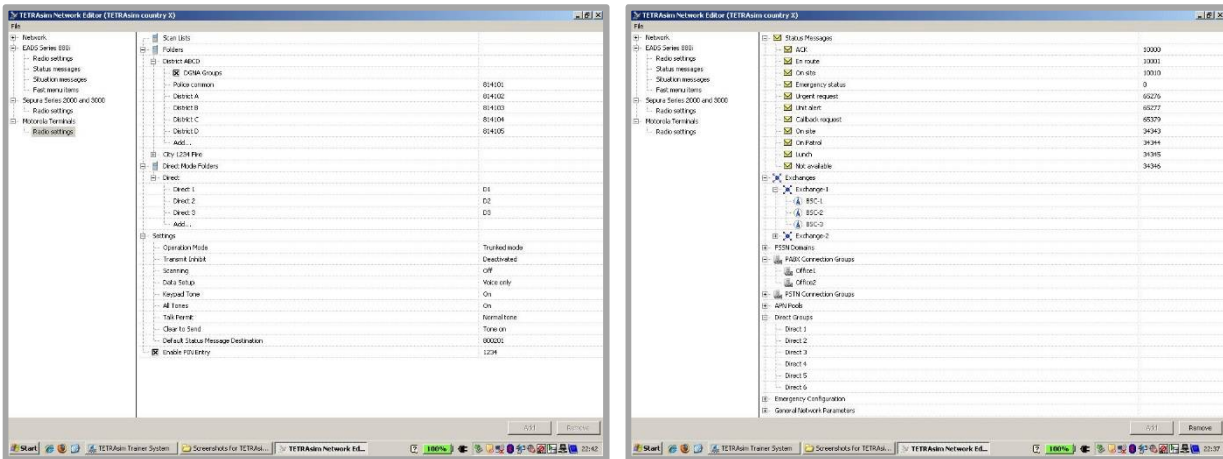 TETRAsim Network Editor (TETRAsim country X)
File
Network
EADS Series 880i
Radio settings
Status messages
Situation messages
Fast menu items
Sepura Series 2000 and 3000
Radio settings
Motorola Terminals
Radio settings
Scan Lists
Folders
District ABCD
DGNA Groups
Police common 814101
District A 814102
District B 814103
District C 814104
District D 814105
Add...
City 1234 Fire
Direct Mode Folders
Direct
Direct 1 D1
Direct 2 D2
Direct 3 D3
Add...
Settings
Operation Mode Trunked mode
Transmit Inhibit Deactivated
Scanning Off
Data Setup Voice only
Keypad Tone On
All Tones On
Talk Permit Normal tone
Clear to Send Tone on
Default Status Message Destination 800201
Enable PIN Entry 1234
Add Remove
Start TETRAsim Trainer System Screenshots for TETRAsi... TETRAsim Network Ed... 100% 22:42
TETRAsim Network Editor (TETRAsim country X)
File
Network
EADS Series 880i
Radio settings
Status messages
Situation messages
Fast menu items
Sepura Series 2000 and 3000
Radio settings
Motorola Terminals
Radio settings
Status Messages
ACK 10000
En route 10001
On site 10010
Emergency status 0
Urgent request 65276
Unit alert 65277
Callback request 65379
On site 34343
On Patrol 34344
Lunch 34345
Not available 34346
Exchanges
Exchange-1
BSC-1
BSC-2
BSC-3
Exchange-2
FSSN Domains
PABX Connection Groups
Office1
Office2
PSTN Connection Groups
APN Pools
Direct Groups
Direct 1
Direct 2
Direct 3
Direct 4
Direct 5
Direct 6
Emergency Configuration
General Network Parameters
Add Remove
Start TETRAsim Trainer System Screenshots for TETRAsi... TETRAsim Network Ed... 100% 22:37